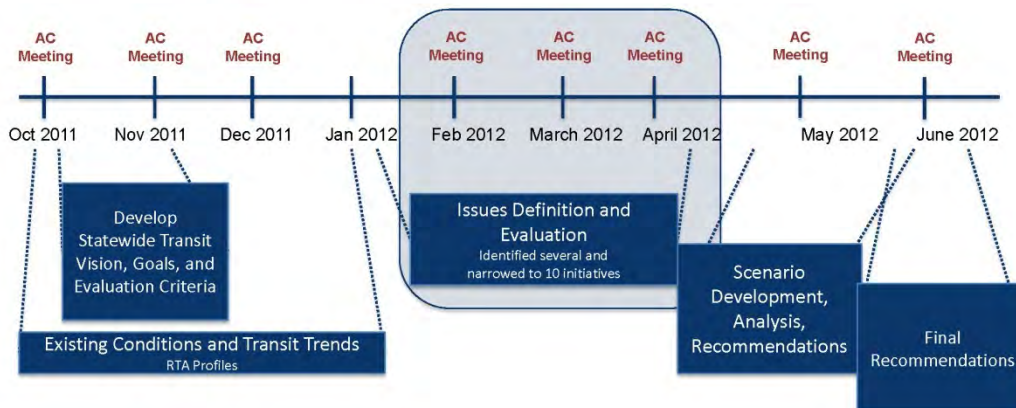 AC
Meeting
AC
Meeting
AC
Meeting
AC
Meeting
AC
Meeting
AC
Meeting
AC
Meeting
AC
Meeting
Oct 2011
Nov 2011
Dec 2011
Jan 2012
Feb 2012
March 2012
April 2012
May 2012
June 2012
Develop
Statewide Transit
Vision, Goals, and
Evaluation Criteria
Existing Conditions and Transit Trends
RTA Profiles
Issues Definition and
Evaluation
Identified several and
narrowed to 10 initiatives
Scenario
Development,
Analysis,
Recommendations
Final
Recommendations